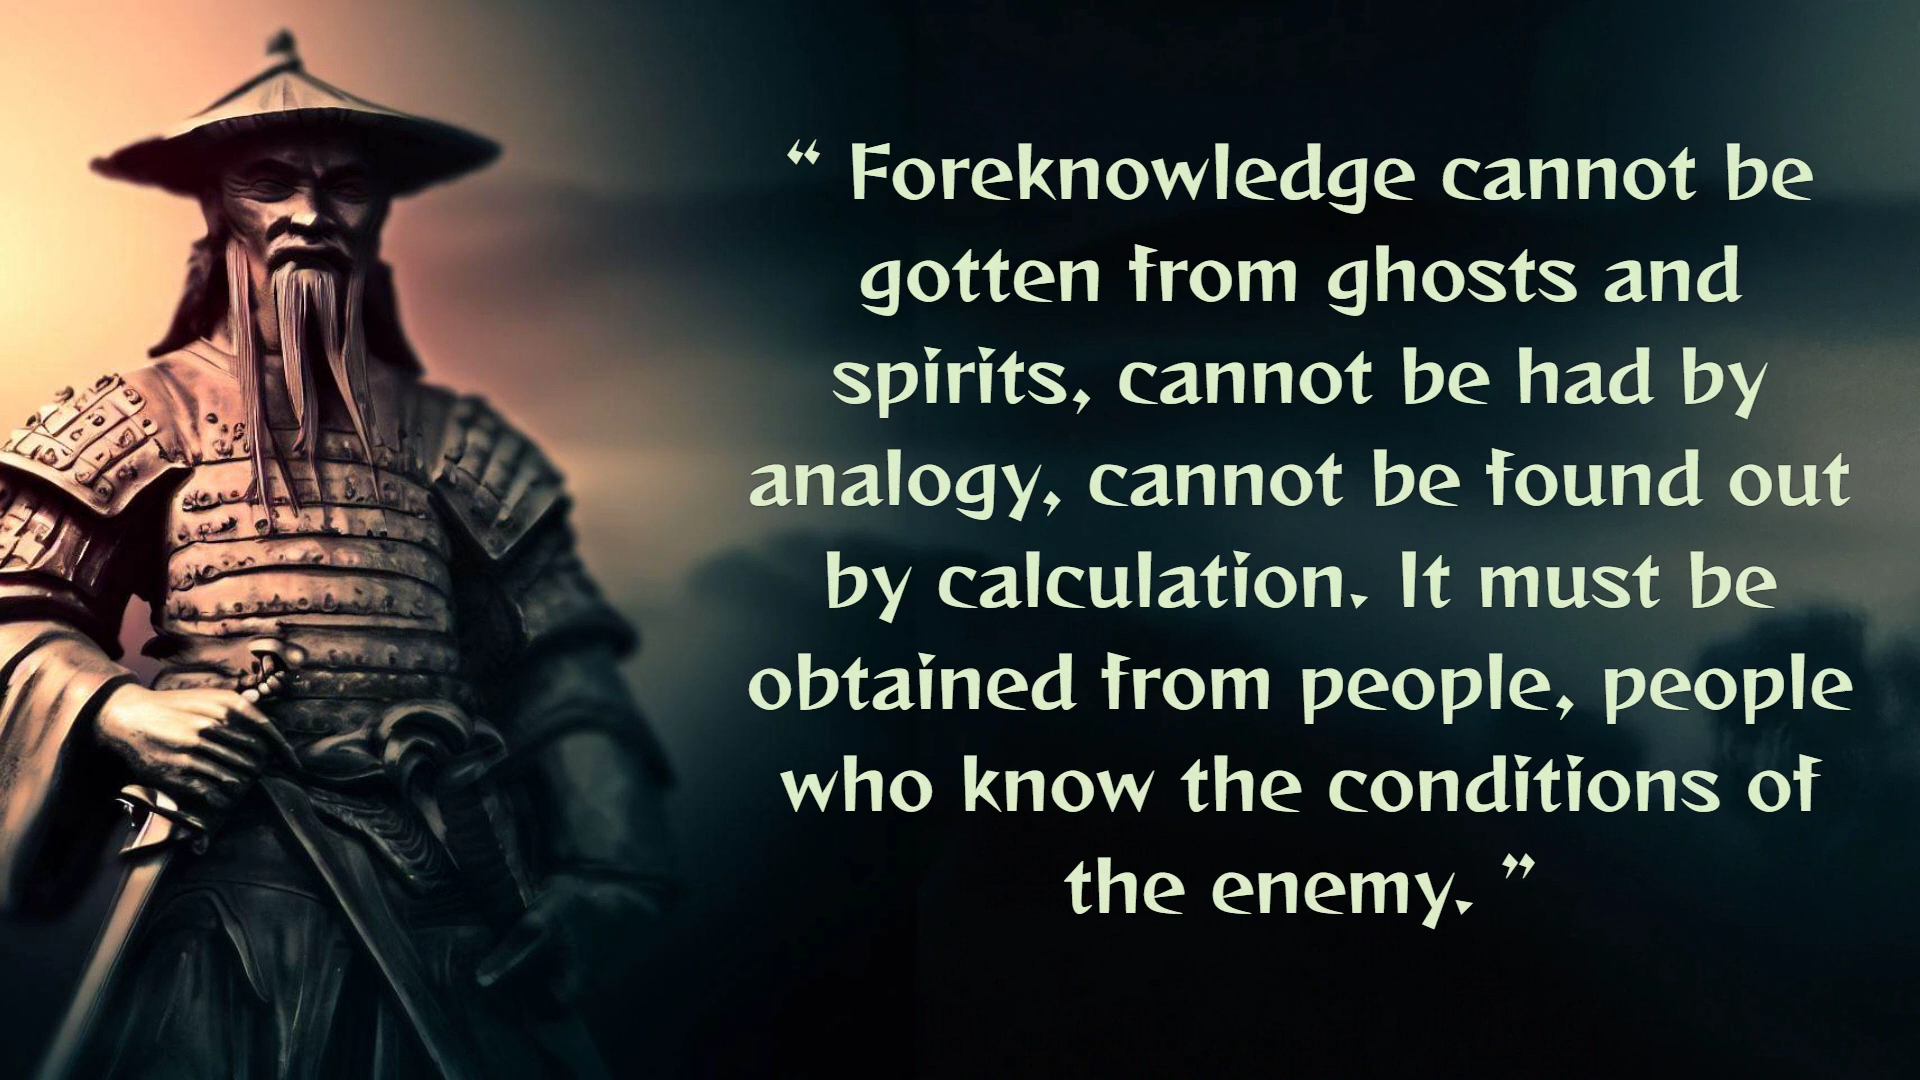 “ Foreknowledge cannot be
gotten from ghosts and
spirits, cannot be had by
analogy, cannot be found out
by calculation. It must be
obtained from people, people
who know the conditions of
the enemy. ”